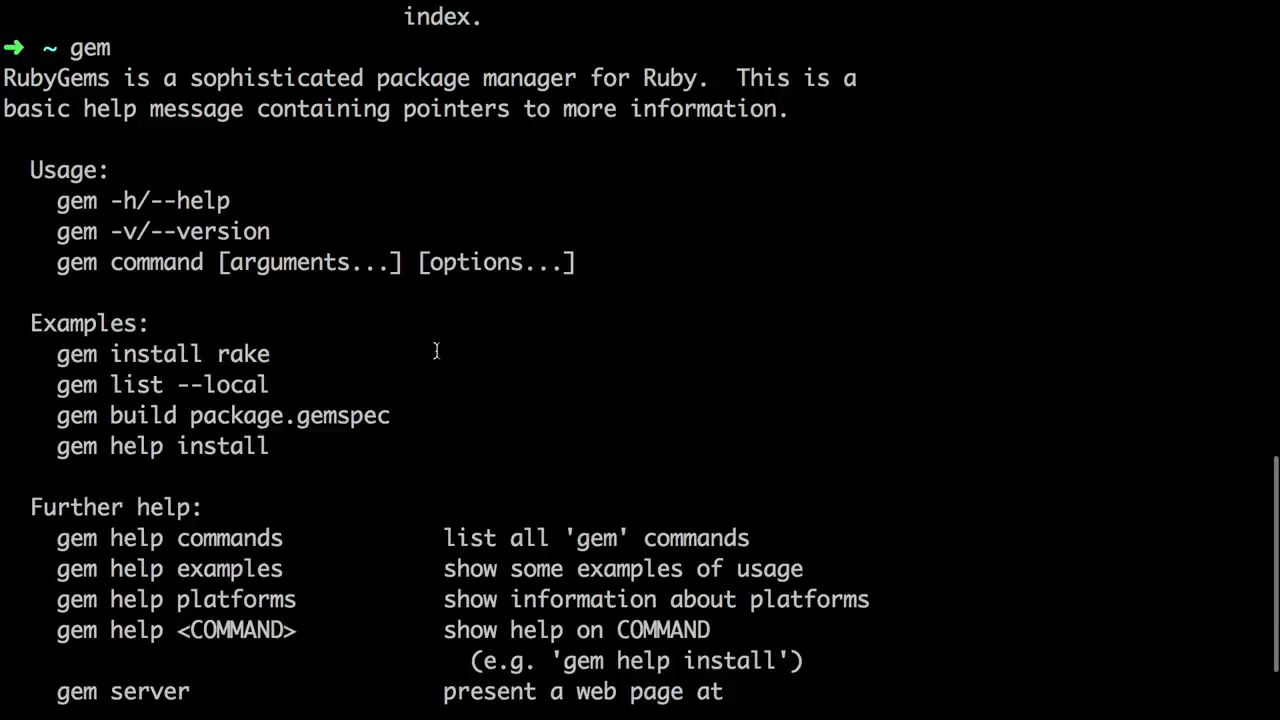 index.
➜ ~ gem
RubyGems is a sophisticated package manager for Ruby.  This is a
basic help message containing pointers to more information.
Usage:
gem -h/--help
gem -v/--version
gem command [arguments...] [options...]
Examples:
gem install rake
gem list --local
gem build package.gemspec
gem help install
Further help:
gem help commands            list all 'gem' commands
gem help examples            show some examples of usage
gem help platforms           show information about platforms
gem help <COMMAND>           show help on COMMAND
(e.g. 'gem help install')
gem server                   present a web page at